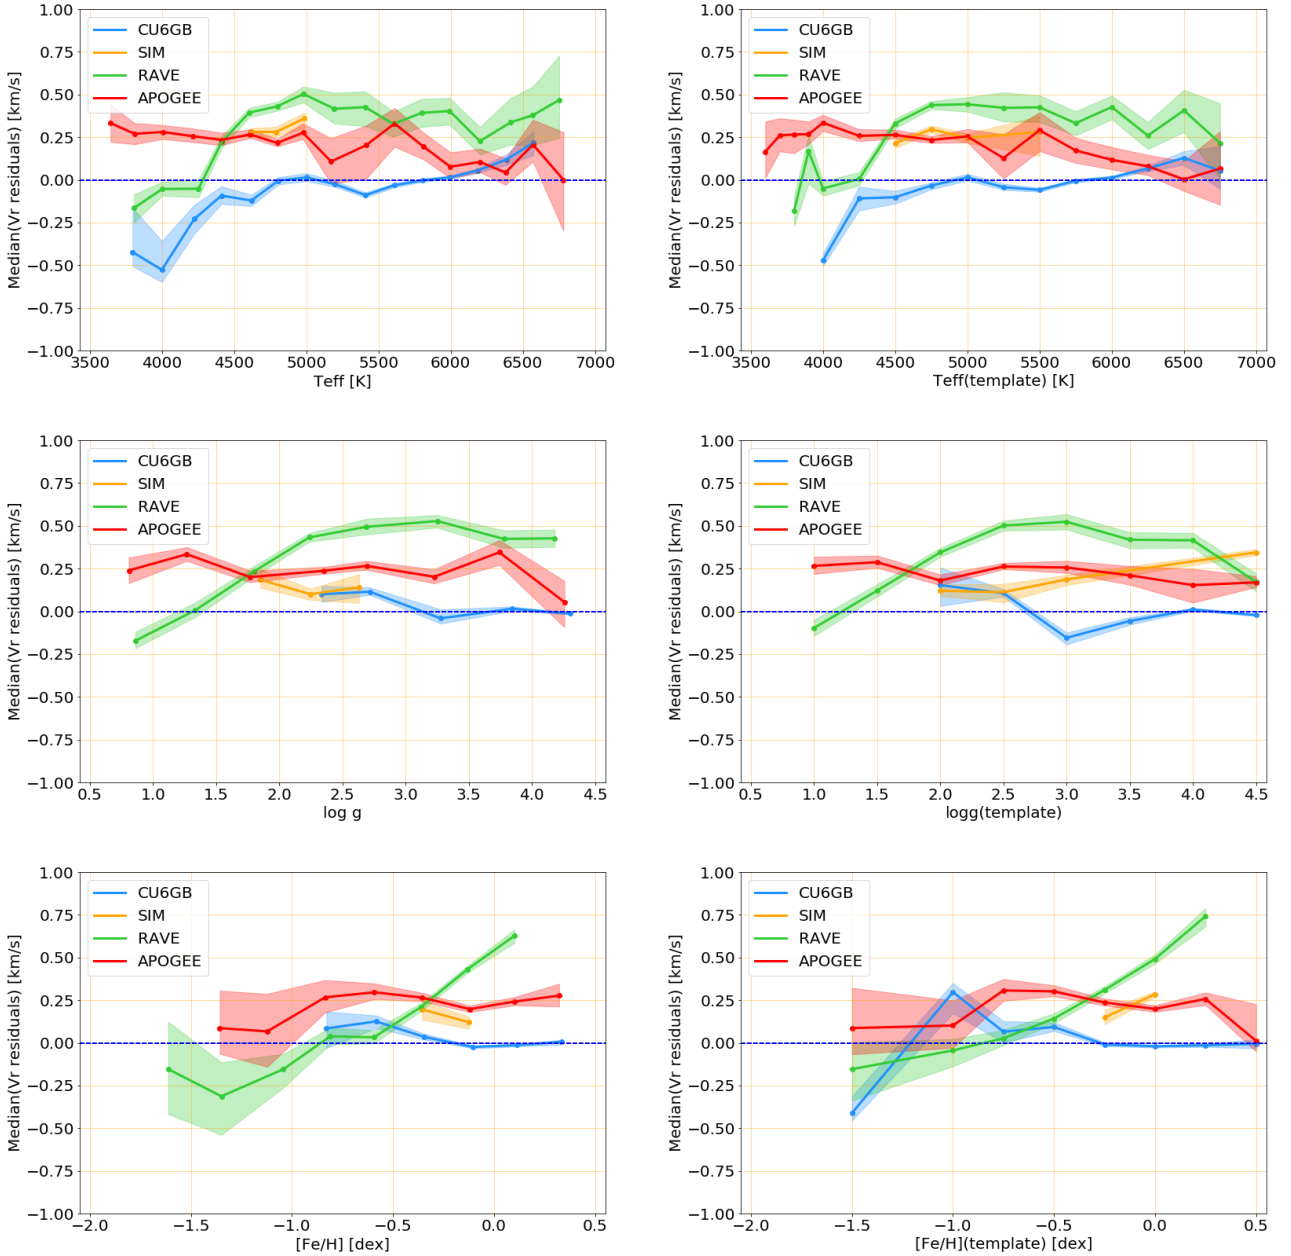 Median(Vr residuals) [km/s]
1.00
0.75
0.50
0.25
0.00
−0.25
−0.50
−0.75
−1.00
CU6GB
SIM
RAVE
APOGEE
3500 4000 4500 5000 5500 6000 6500 7000
Teff [K]
Median(Vr residuals) [km/s]
1.00
0.75
0.50
0.25
0.00
−0.25
−0.50
−0.75
−1.00
CU6GB
SIM
RAVE
APOGEE
3500 4000 4500 5000 5500 6000 6500 7000
Teff(template) [K]
Median(Vr residuals) [km/s]
1.00
0.75
0.50
0.25
0.00
−0.25
−0.50
−0.75
−1.00
CU6GB
SIM
RAVE
APOGEE
0.5 1.0 1.5 2.0 2.5 3.0 3.5 4.0 4.5
log g
Median(Vr residuals) [km/s]
1.00
0.75
0.50
0.25
0.00
−0.25
−0.50
−0.75
−1.00
CU6GB
SIM
RAVE
APOGEE
0.5 1.0 1.5 2.0 2.5 3.0 3.5 4.0 4.5
logg(template)
Median(Vr residuals) [km/s]
1.00
0.75
0.50
0.25
0.00
−0.25
−0.50
−0.75
−1.00
CU6GB
SIM
RAVE
APOGEE
−2.0 −1.5 −1.0 −0.5 0.0 0.5
[Fe/H] [dex]
Median(Vr residuals) [km/s]
1.00
0.75
0.50
0.25
0.00
−0.25
−0.50
−0.75
−1.00
CU6GB
SIM
RAVE
APOGEE
−2.0 −1.5 −1.0 −0.5 0.0 0.5
[Fe/H](template) [dex]